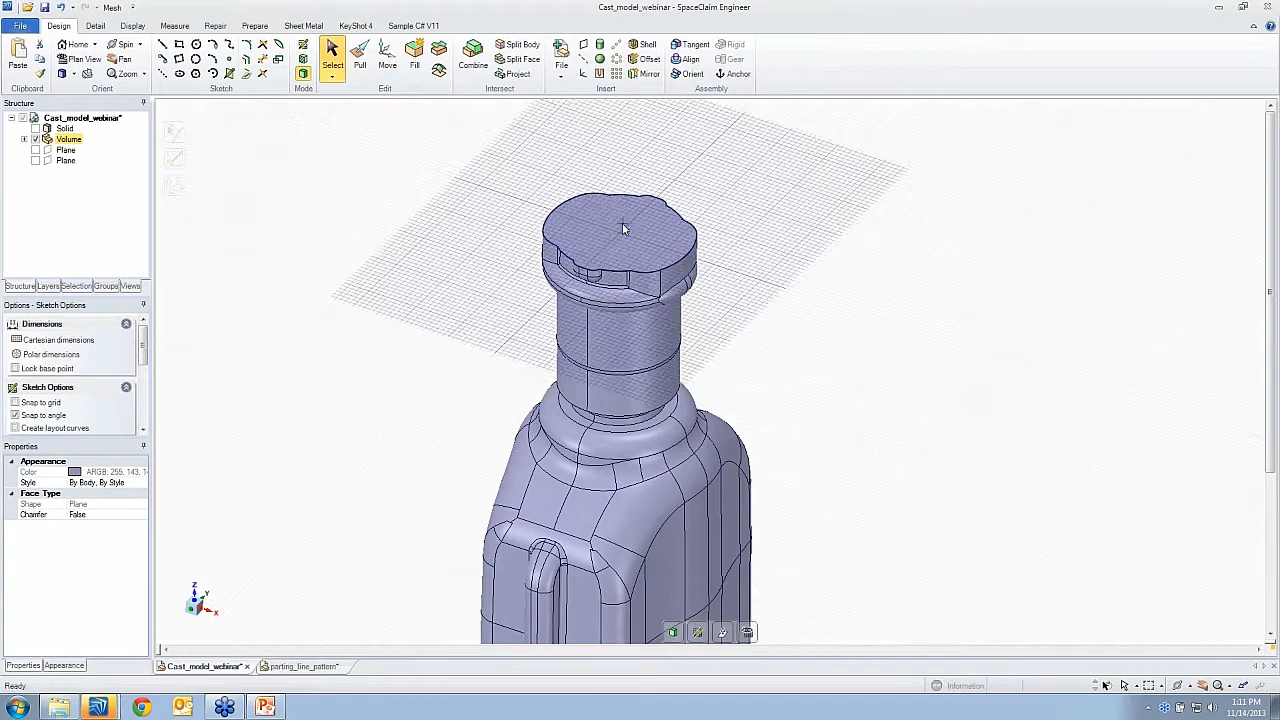 Mesh
Cast_model_webinar* - SpaceClaim Engineer
File Design Detail Display Measure Repair Prepare Sheet Metal KeyShot 4 Sample C# V11
Home Spin Split Body Shell Tangent Rigid
Plan View Pan Split Face Offset Align Gear
Paste Zoom Select Pull Move Fill Combine Project File Mirror Orient Anchor
Clipboard Orient Sketch Mode Edit Intersect Insert Assembly
Structure
Cast_model_webinar*
Solid
Volume
Plane
Plane
Structure Layers Selection Groups Views
Options - Sketch Options
Dimensions
Cartesian dimensions
Polar dimensions
Lock base point
Sketch Options
Snap to grid
Snap to angle
Create layout curves
Properties
Appearance
Color ARGB: 255, 143, 1
Style By Body, By Style
Face Type
Shape Plane
Chamfer False
Z
Y
X
Properties Appearance
Cast_model_webinar* parting_line_pattern*
Ready Information
1:11 PM
11/14/2013